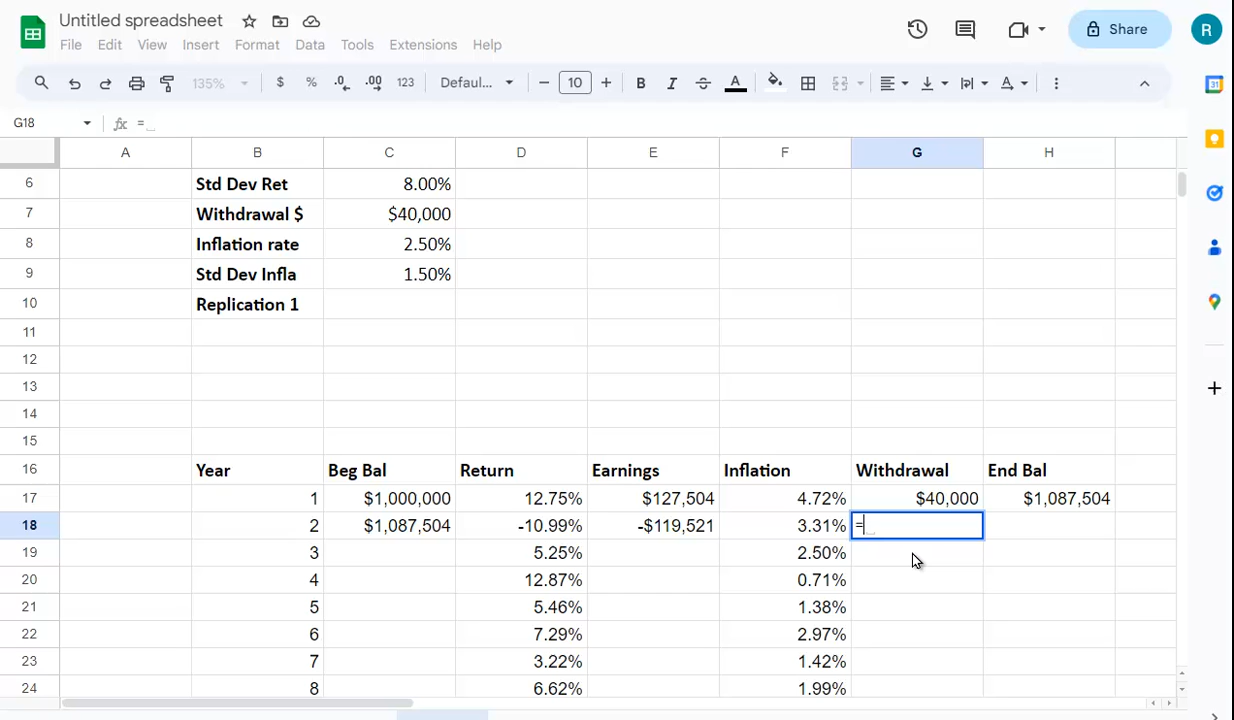 Untitled spreadsheet
File Edit View Insert Format Data Tools Extensions Help
Share
R
135% $ % .0 .00 123 Defaul... 10 B I A
G18 fx =
A B C D E F G H
6 Std Dev Ret 8.00%
7 Withdrawal $ $40,000
8 Inflation rate 2.50%
9 Std Dev Infla 1.50%
10 Replication 1
11
12
13
14
15
16 Year Beg Bal Return Earnings Inflation Withdrawal End Bal
17 1 $1,000,000 12.75% $127,504 4.72% $40,000 $1,087,504
18 2 $1,087,504 -10.99% -$119,521 3.31% =
19 3 5.25% 2.50%
20 4 12.87% 0.71%
21 5 5.46% 1.38%
22 6 7.29% 2.97%
23 7 3.22% 1.42%
24 8 6.62% 1.99%